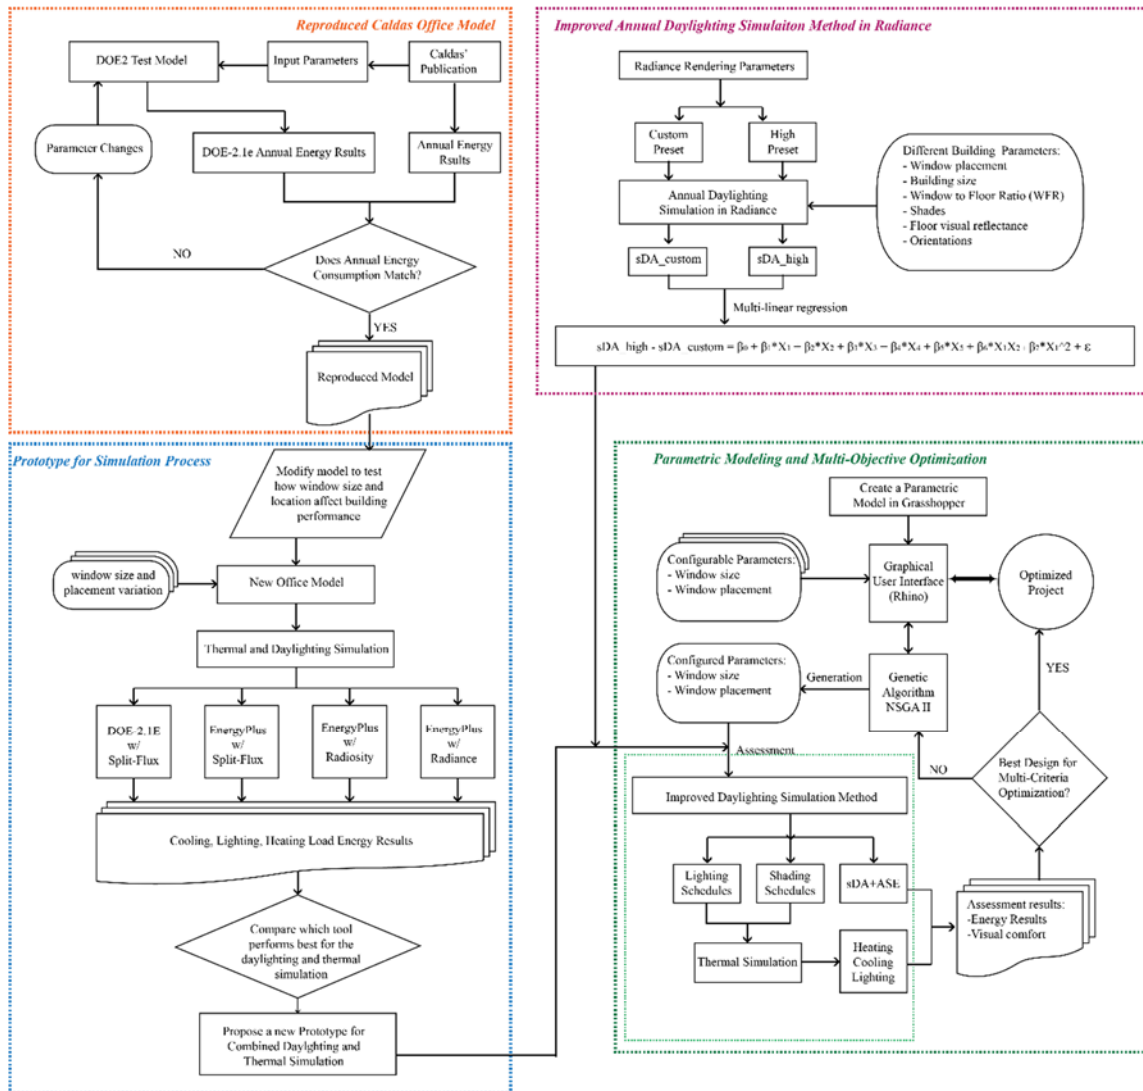 Reproduced Caldas Office Model
DOE2 Test Model
Input Parameters
Caldas'
Publication
Parameter Changes
DOE-2.1e Annual Energy Rsults
Annual Energy
Rsults
NO
Does Annual Energy
Consumption Match?
YES
Reproduced Model
Improved Annual Daylighting Simulaiton Method in Radiance
Radiance Rendering Parameters
Custom
Preset
High
Preset
Different Building Parameters:
- Window placement
- Building size
- Window to Floor Ratio (WFR)
- Shades
- Floor visual reflectance
- Orientations
Annual Daylighting
Simulation in Radiance
sDA_custom
sDA_high
Multi-linear regression
sDA_high - sDA_custom = β₀ + β₁*X₁ − β₂*X₂ + β₃*X₃ − β₄*X₄ + β₅*X₅ + β₆*X₁X₂ + β₇*X₁^2 + ε
Prototype for Simulation Process
Modify model to test
how window size and
location affect building
performance
window size and
placement variation
New Office Model
Thermal and Daylighting Simulation
DOE-2.1E
w/
Split-Flux
EnergyPlus
w/
Split-Flux
EnergyPlus
w/
Radiosity
EnergyPlus
w/
Radiance
Cooling, Lighting, Heating Load Energy Results
Compare which tool
performs best for the
daylighting and thermal
simulation
Propose a new Prototype for
Combined Daylghting and
Thermal Simulation
Parametric Modeling and Multi-Objective Optimization
Create a Parametric
Model in Grasshopper
Configurable Parameters:
- Window size
- Window placement
Graphical
User Interface
(Rhino)
Optimized
Project
Configured Parameters:
- Window size
- Window placement
Generation
Genetic
Algorithm
NSGA II
YES
Assessment
NO
Best Design for
Multi-Criteria
Optimization?
Improved Daylighting Simulation Method
Lighting
Schedules
Shading
Schedules
sDA+ASE
Thermal Simulation
Heating
Cooling
Lighting
Assessment results:
-Energy Results
-Visual comfort